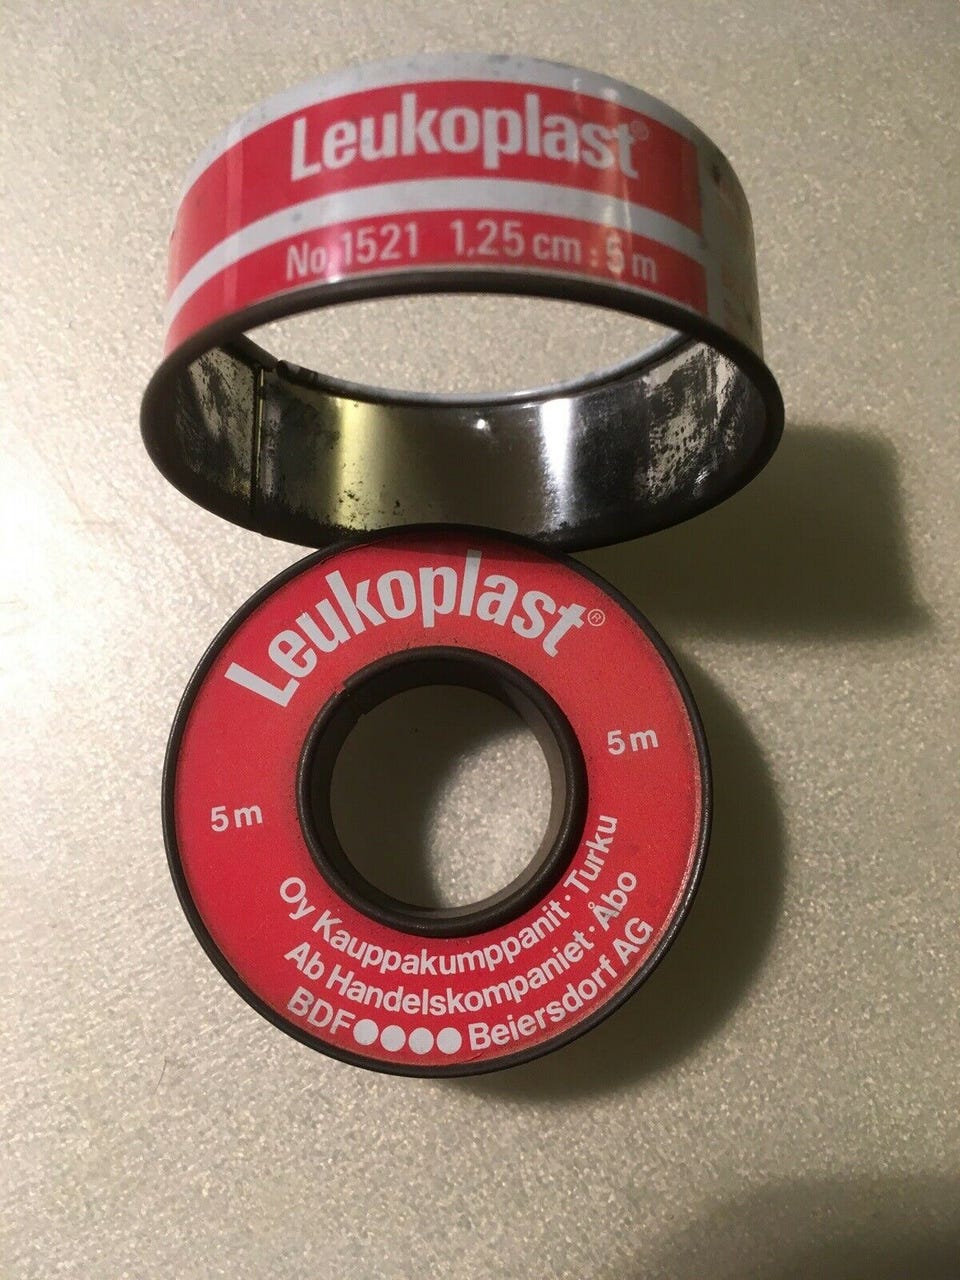 Leukoplast®
No. 1521 1,25 cm : 5 m
Leukoplast®
5 m
5 m
Oy Kauppakumppanit · Turku
Ab Handelskompaniet · Åbo
BDF●●●● Beiersdorf AG